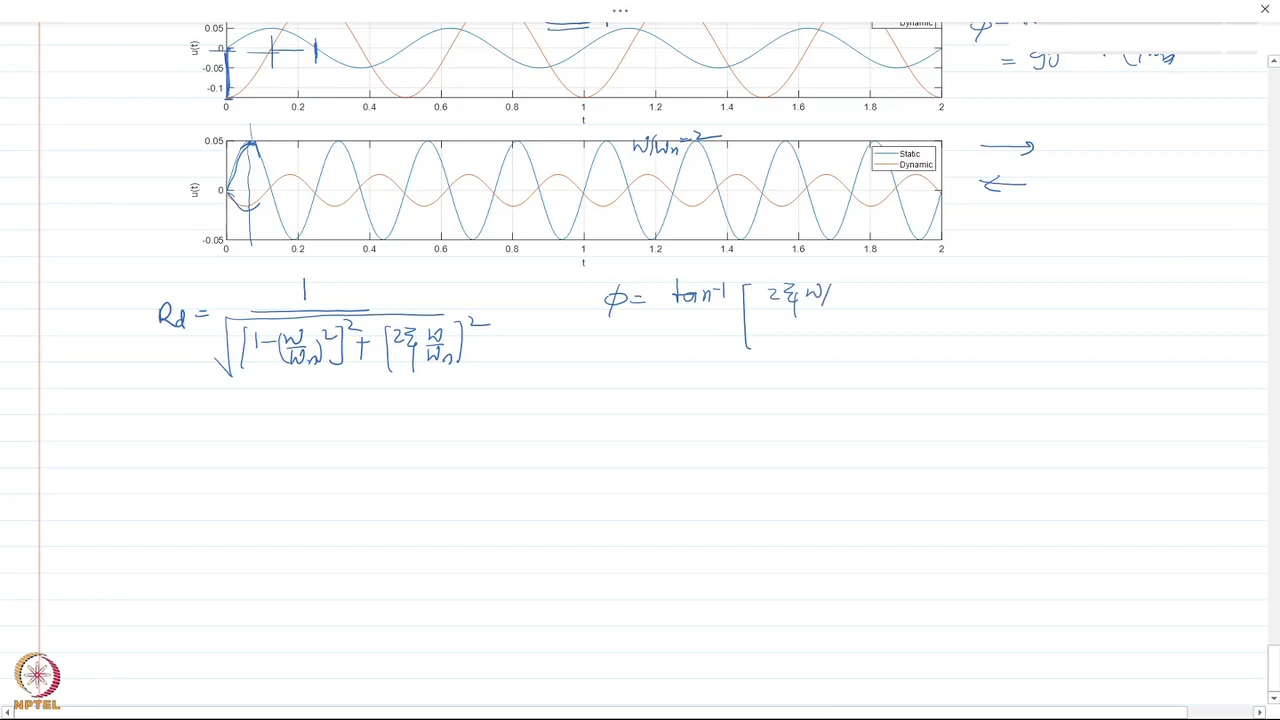 ...
Dynamic
0.05
0
-0.05
-0.1
u(t)
0 0.2 0.4 0.6 0.8 1 1.2 1.4 1.6 1.8 2
t
= 90
ω/ωn = 2
Static
Dynamic
0.05
0
-0.05
u(t)
0 0.2 0.4 0.6 0.8 1 1.2 1.4 1.6 1.8 2
t
Rd = 1 / √([1-(ω/ωn)²]² + [2ξ ω/ωn]²)
φ = tan⁻¹ [ 2ξ ω/
NPTEL